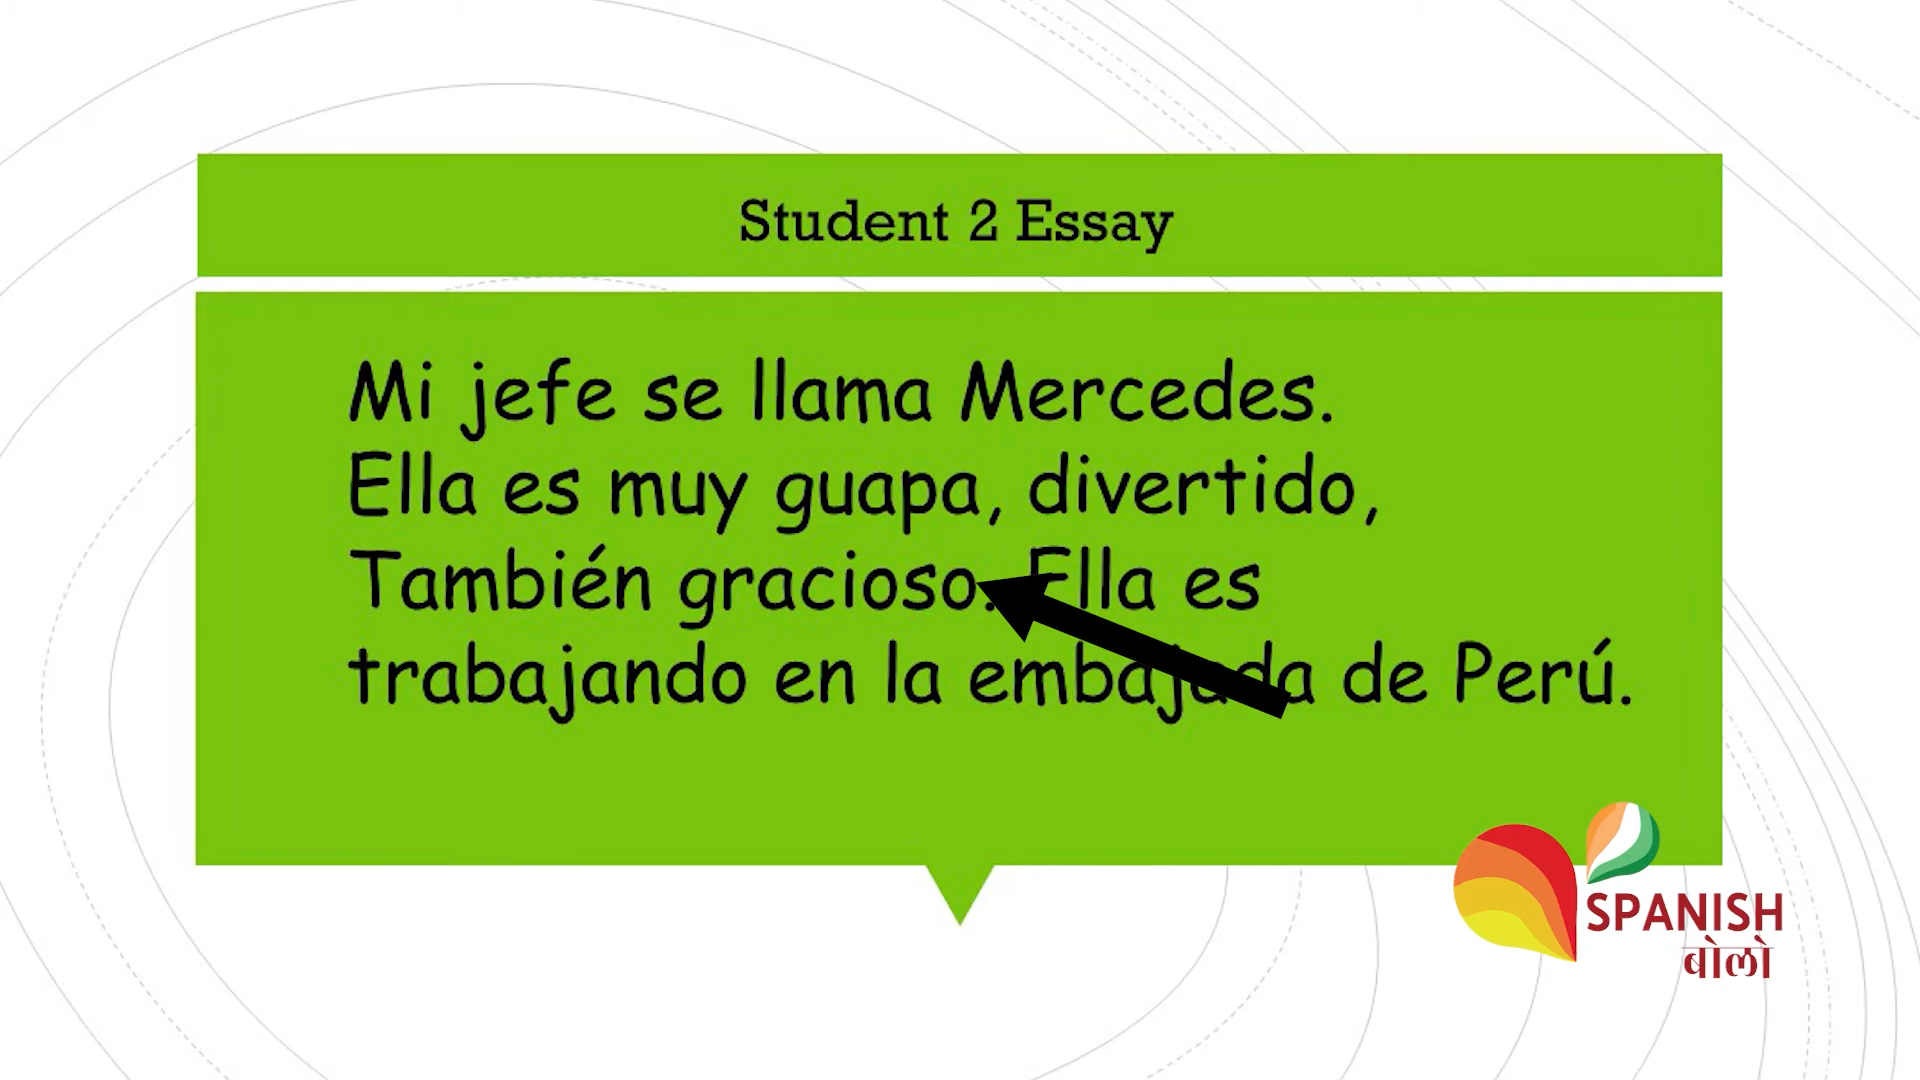 Student 2 Essay
Mi jefe se llama Mercedes.
Ella es muy guapa, divertido,
También gracioso. Ella es
trabajando en la embajada de Perú.
SPANISH
बोलो